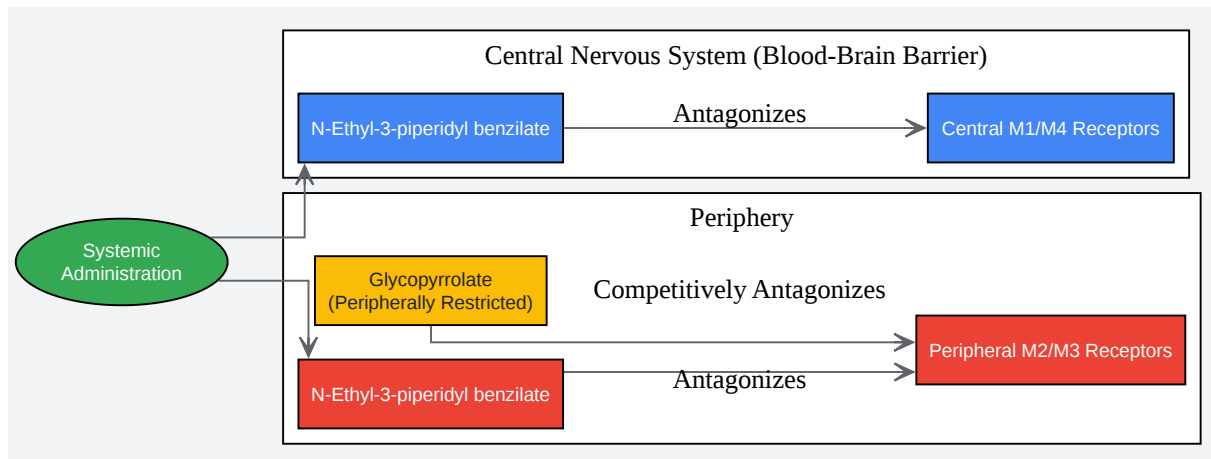 Central Nervous System (Blood-Brain Barrier)
N-Ethyl-3-piperidyl benzilate
Antagonizes
Central M1/M4 Receptors
Periphery
Systemic
Administration
Glycopyrrolate
(Peripherally Restricted)
Competitively Antagonizes
Peripheral M2/M3 Receptors
N-Ethyl-3-piperidyl benzilate
Antagonizes